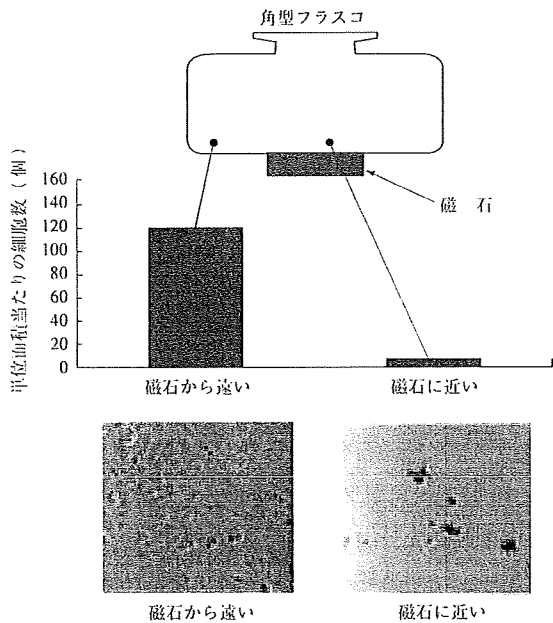 角型フラスコ
磁石
単位面積当たりの細胞数(個)
160
140
120
100
80
60
40
20
0
磁石から遠い
磁石に近い
磁石から遠い
磁石に近い